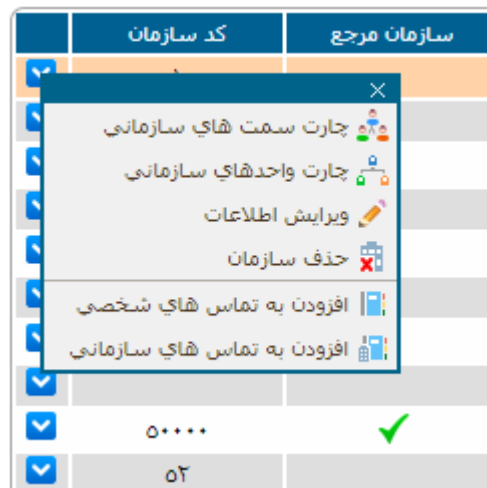 سازمان مرجع
کد سازمان
چارت سمت هاي سازماني
چارت واحدهاي سازماني
ويرايش اطلاعات
حذف سازمان
افزودن به تماس هاي شخصي
افزودن به تماس هاي سازماني
۵۰۰۰۰
۵۲